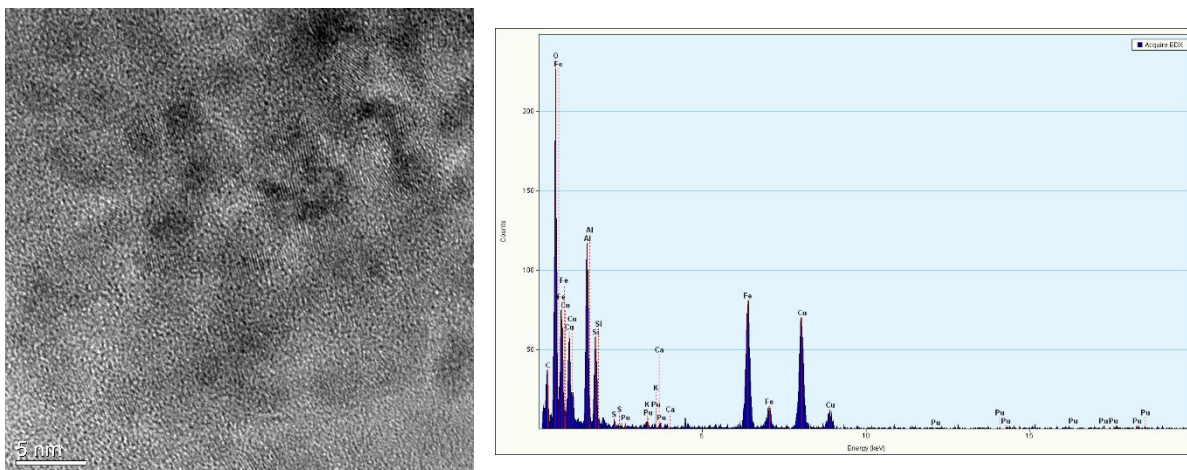 5 nm
Acquire EDX
Counts
200
150
100
50
O
Fe
Al
Al
Fe
Fe
Cu
Cu
Cu
Si
Si
C
S
S
Pu
K
K
Pu
Pu
Ca
Pu
Ca
Fe
Fe
Cu
Cu
Pu
Pu
Pu
Pu
Pu Pu
Pu
Pu
5
10
15
Energy (keV)